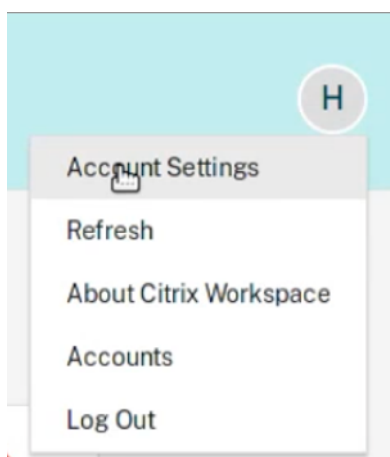 H
Account Settings
Refresh
About Citrix Workspace
Accounts
Log Out